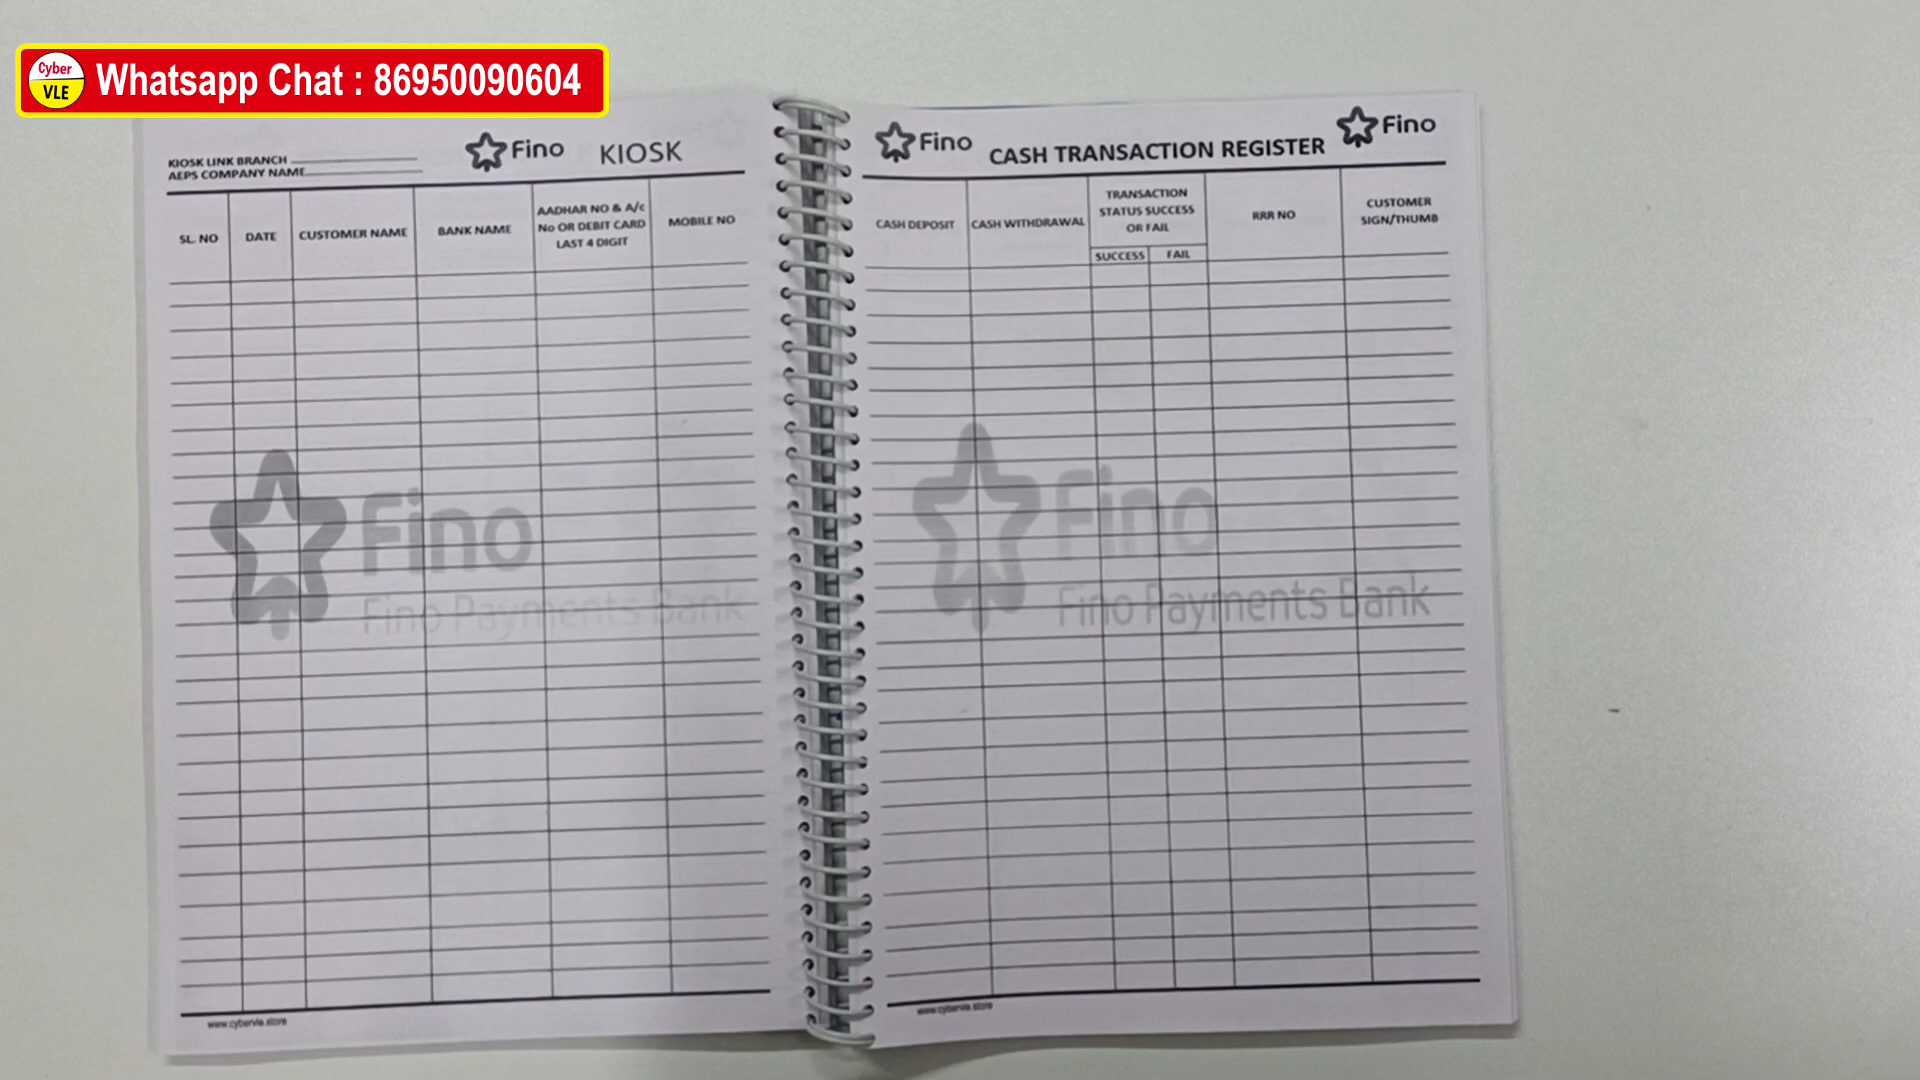 Cyber
VLE
Whatsapp Chat : 86950090604
KIOSK LINK BRANCH
AEPS COMPANY NAME
Fino
KIOSK
SL. NO
DATE
CUSTOMER NAME
BANK NAME
AADHAR NO & A/c
No OR DEBIT CARD
LAST 4 DIGIT
MOBILE NO
Fino
Fino Payments Bank
www.cybervle.store
Fino
CASH TRANSACTION REGISTER
Fino
CASH DEPOSIT
CASH WITHDRAWAL
TRANSACTION
STATUS SUCCESS
OR FAIL
SUCCESS
FAIL
RRR NO
CUSTOMER
SIGN/THUMB
Fino
Fino Payments Bank
www.cybervle.store